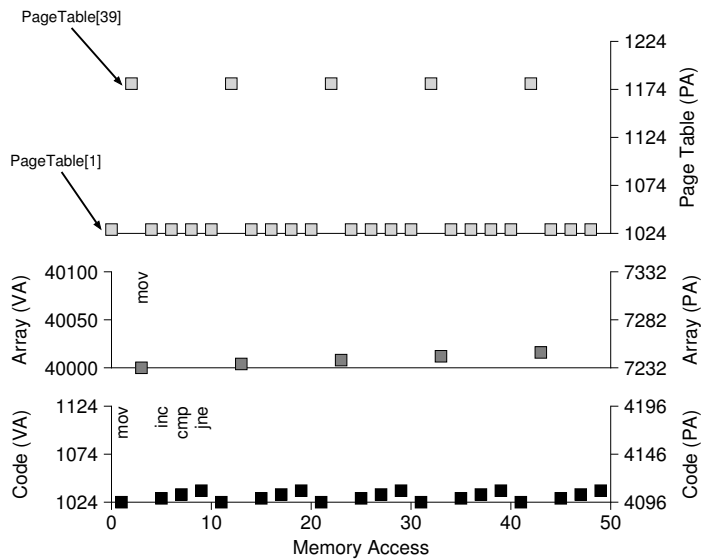 PageTable[39]
PageTable[1]
1224
1174
1124
1074
1024
Page Table (PA)
40100
40050
40000
Array (VA)
mov
7332
7282
7232
Array (PA)
1124
1074
1024
Code (VA)
mov
inc
cmp
jne
4196
4146
4096
Code (PA)
0 10 20 30 40 50
Memory Access